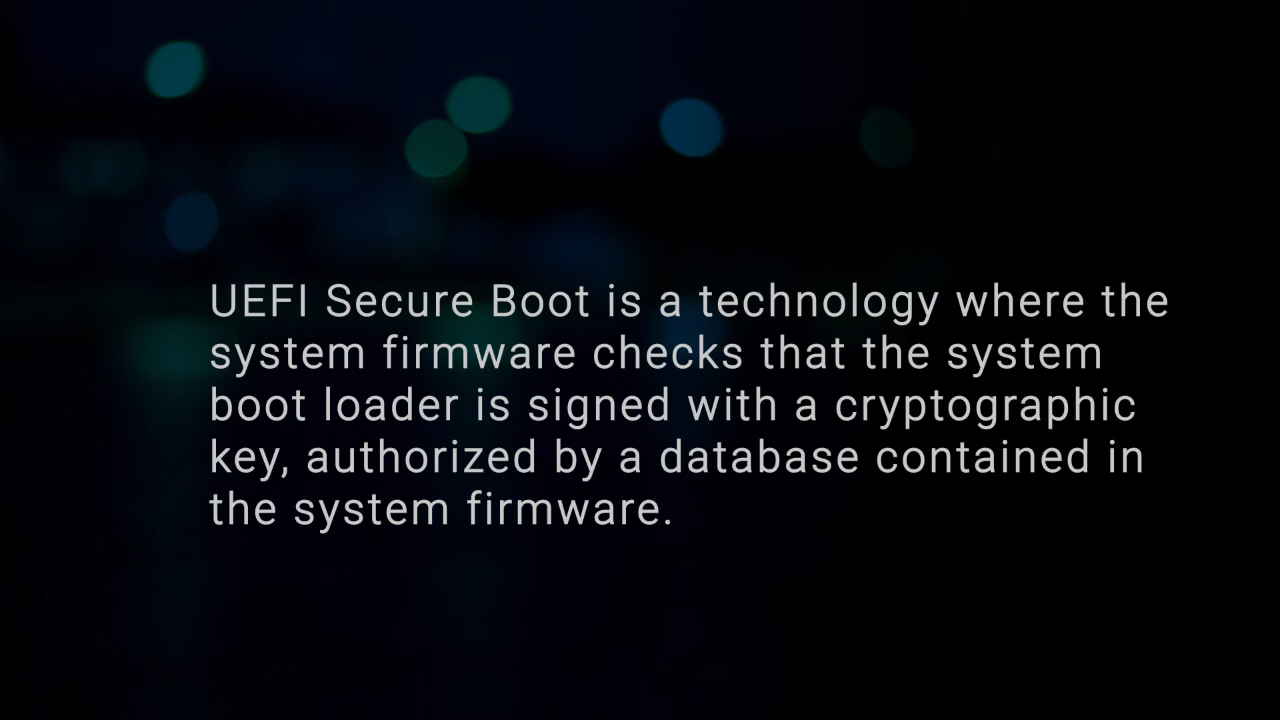 UEFI Secure Boot is a technology where the
system firmware checks that the system
boot loader is signed with a cryptographic
key, authorized by a database contained in
the system firmware.